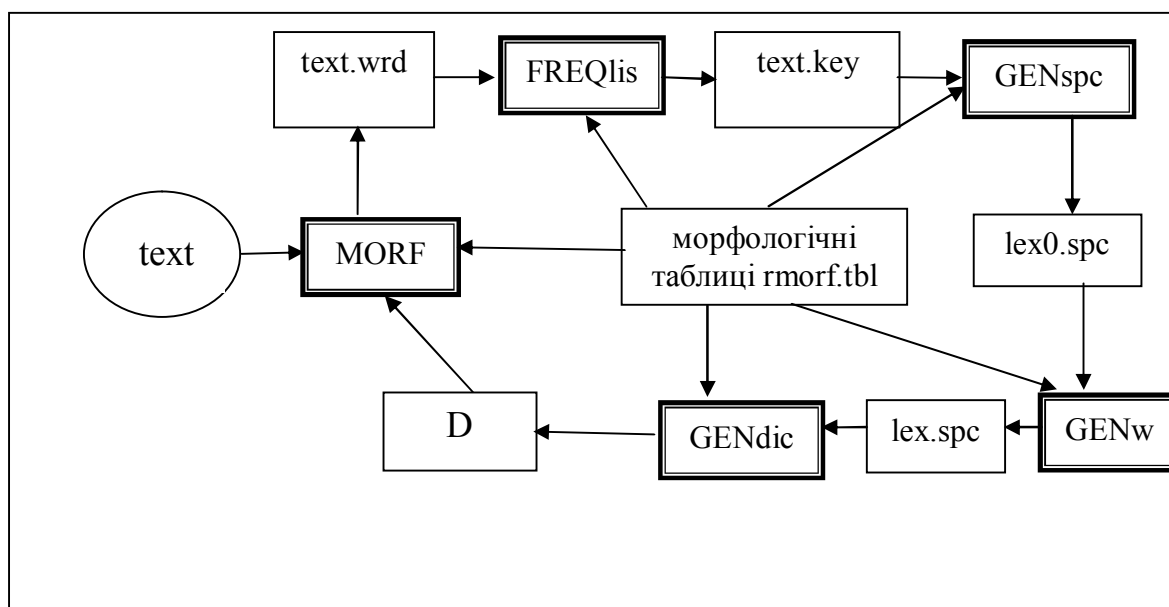 text.wrd
FREQlis
text.key
GENspc
text
MORF
морфологічні
таблиці rmorf.tbl
lex0.spc
D
GENdic
lex.spc
GENw